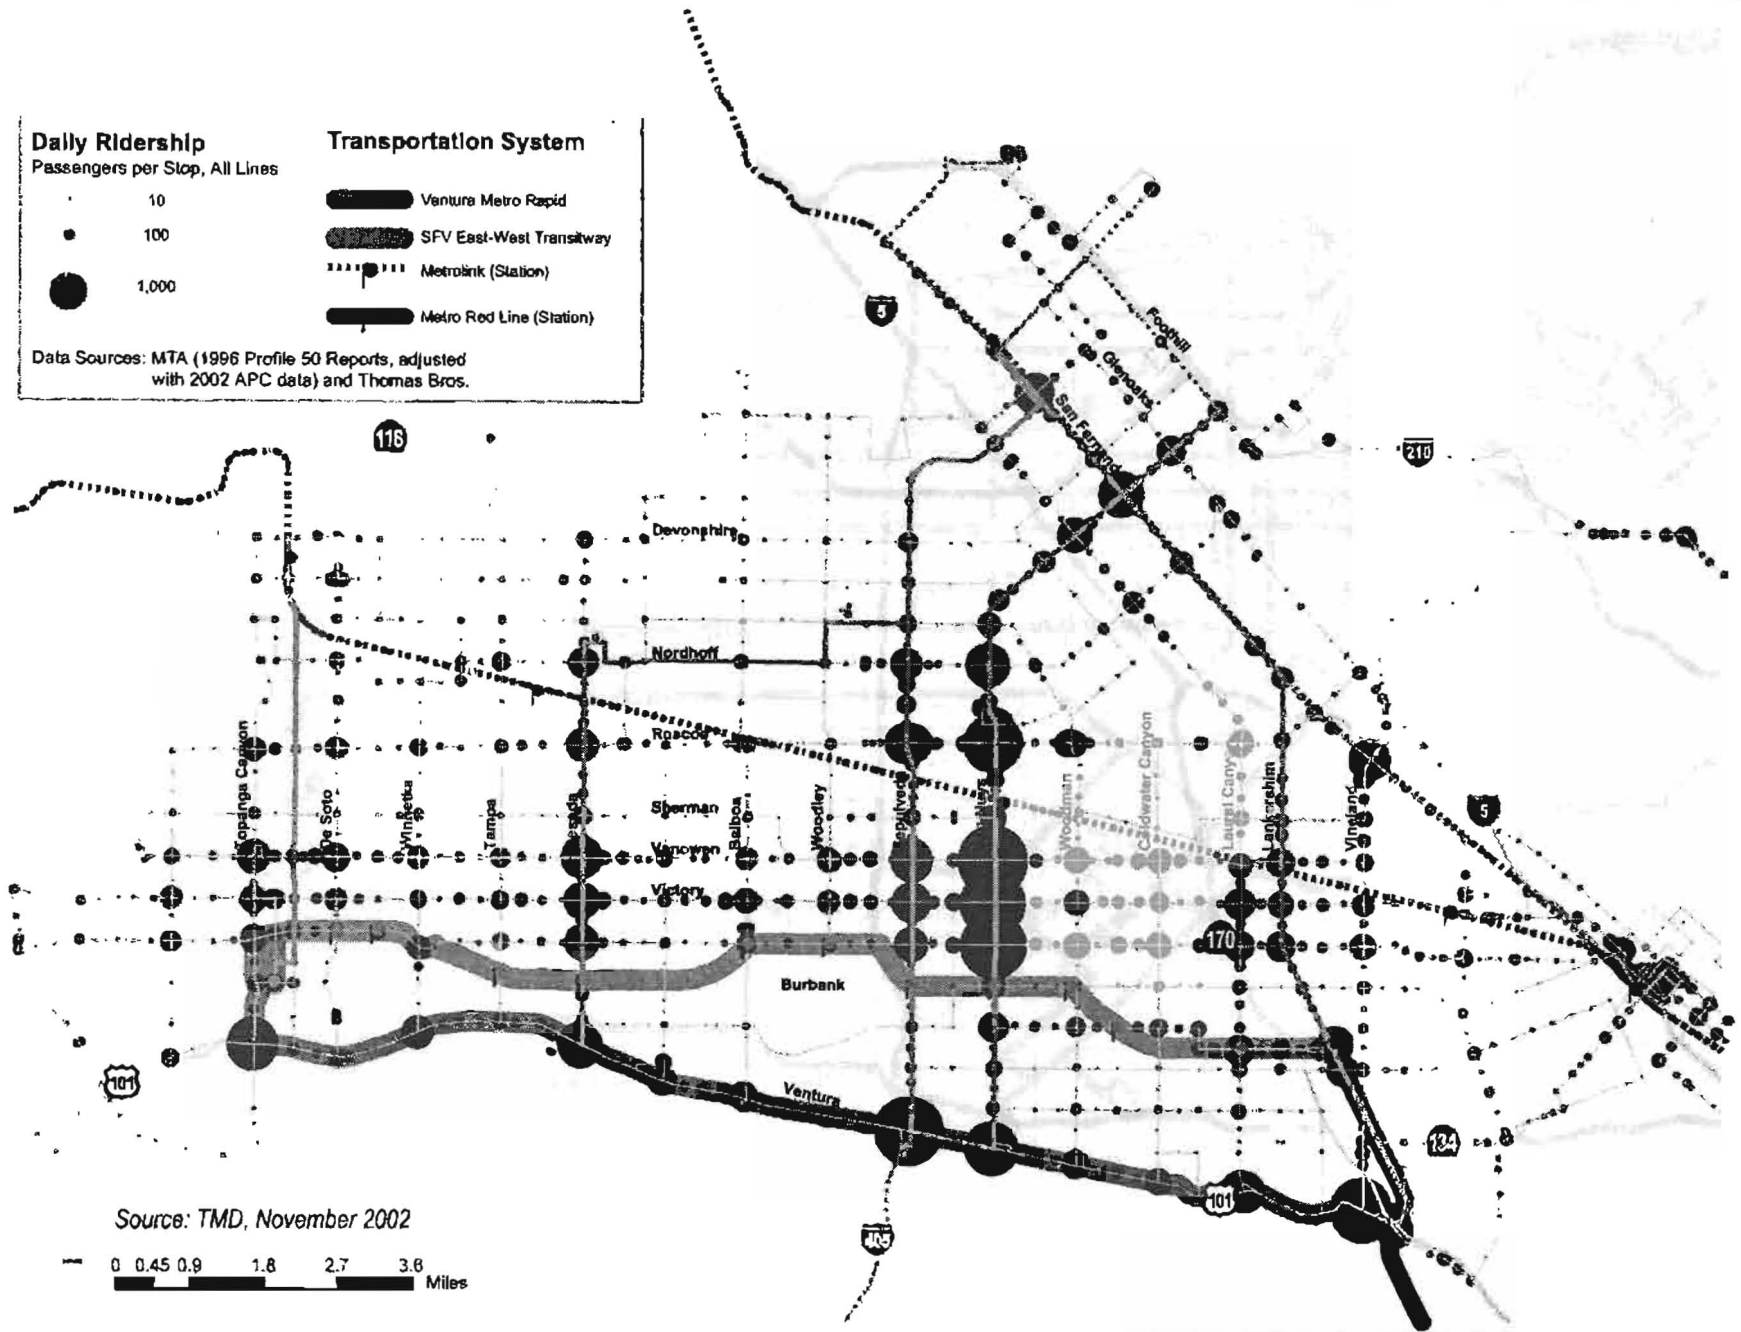 Daily Ridership
Passengers per Stop, All Lines
10
100
1,000
Transportation System
Ventura Metro Rapid
SFV East-West Transitway
Metrolink (Station)
Metro Red Line (Station)
Data Sources: MTA (1996 Profile 50 Reports, adjusted
with 2002 APC data) and Thomas Bros.
5
118
210
Foothill
Glenoaks
San Fernando
Devonshire
Nordhoff
Roscoe
Topanga Canyon
De Soto
Winnetka
Tampa
Sherman
Balboa
Woodley
Woodman
Coldwater Canyon
Laurel Canyon
Lankershim
Vineland
5
Vanowen
Victory
170
Burbank
101
Ventura
134
101
405
Source: TMD, November 2002
0 0.45 0.9 1.8 2.7 3.6
Miles